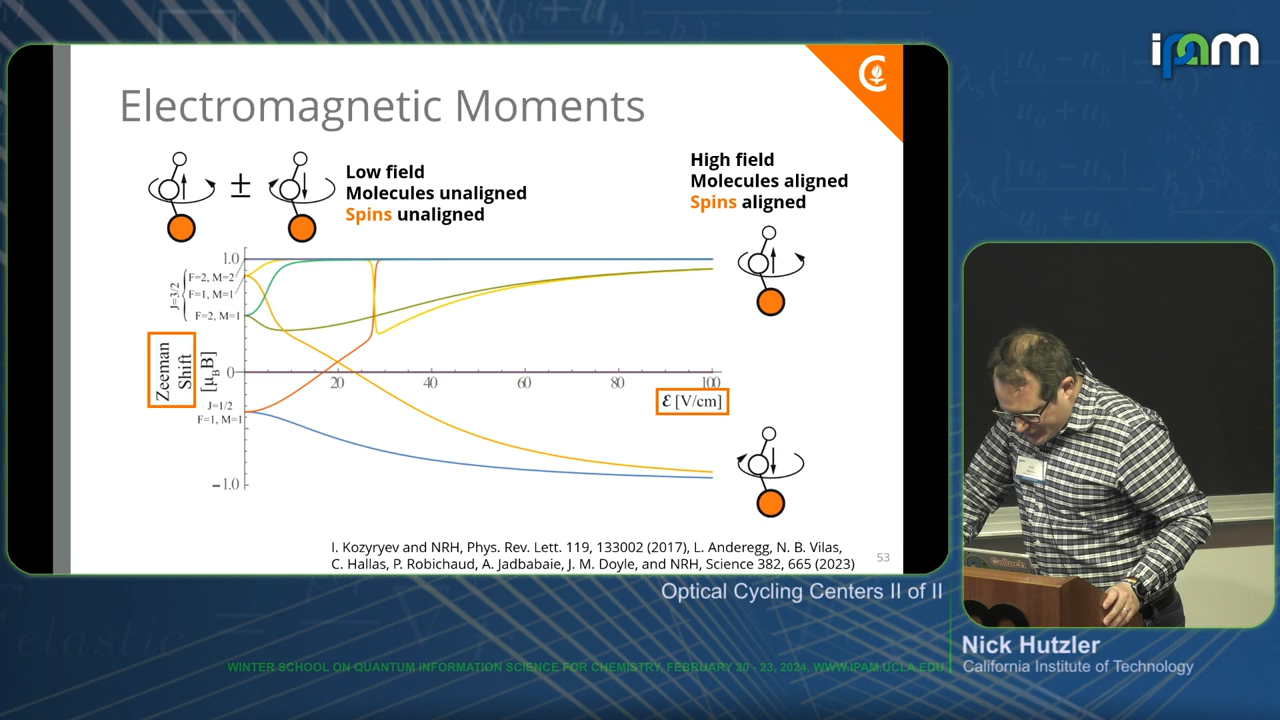 ipam
Electromagnetic Moments
±
Low field
Molecules unaligned
Spins unaligned
High field
Molecules aligned
Spins aligned
1.0
J=3/2
F=2, M=2
F=1, M=1
F=2, M=1
Zeeman
Shift
[μBB]
0
20
40
60
80
100
ε [V/cm]
J=1/2
F=1, M=1
−1.0
I. Kozyryev and NRH, Phys. Rev. Lett. 119, 133002 (2017), L. Anderegg, N. B. Vilas,
C. Hallas, P. Robichaud, A. Jadbabaie, J. M. Doyle, and NRH, Science 382, 665 (2023)
53
Optical Cycling Centers II of II
Nick Hutzler
California Institute of Technology
WINTER SCHOOL ON QUANTUM INFORMATION SCIENCE FOR CHEMISTRY, FEBRUARY 20 - 23, 2024, WWW.IPAM.UCLA.EDU
elastic